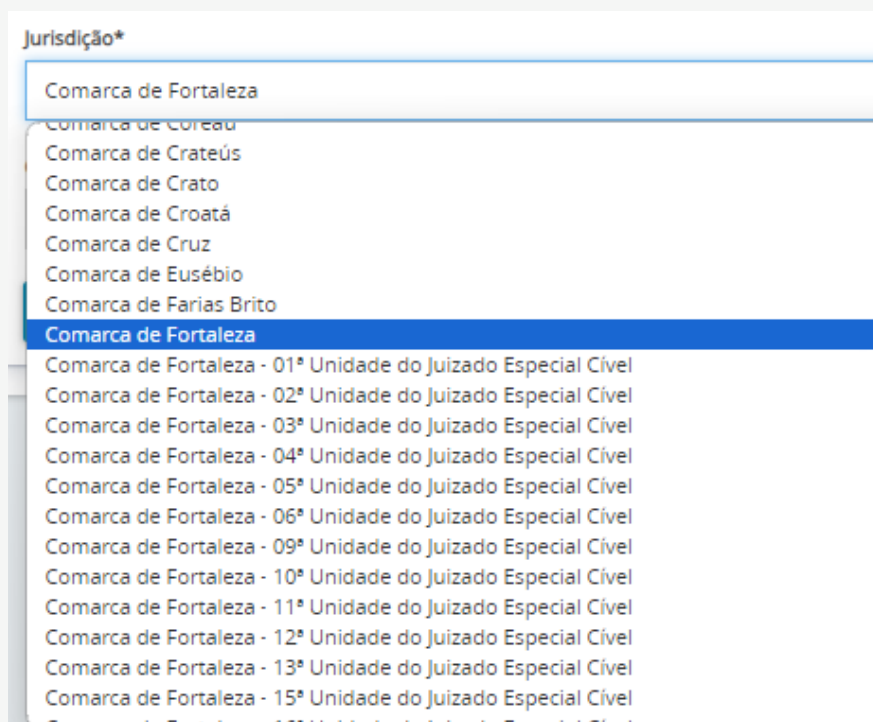 Jurisdição*
Comarca de Fortaleza
Comarca de Coreaú
Comarca de Crateús
Comarca de Crato
Comarca de Croatá
Comarca de Cruz
Comarca de Eusébio
Comarca de Farias Brito
Comarca de Fortaleza
Comarca de Fortaleza - 01ª Unidade do Juizado Especial Cível
Comarca de Fortaleza - 02ª Unidade do Juizado Especial Cível
Comarca de Fortaleza - 03ª Unidade do Juizado Especial Cível
Comarca de Fortaleza - 04ª Unidade do Juizado Especial Cível
Comarca de Fortaleza - 05ª Unidade do Juizado Especial Cível
Comarca de Fortaleza - 06ª Unidade do Juizado Especial Cível
Comarca de Fortaleza - 09ª Unidade do Juizado Especial Cível
Comarca de Fortaleza - 10ª Unidade do Juizado Especial Cível
Comarca de Fortaleza - 11ª Unidade do Juizado Especial Cível
Comarca de Fortaleza - 12ª Unidade do Juizado Especial Cível
Comarca de Fortaleza - 13ª Unidade do Juizado Especial Cível
Comarca de Fortaleza - 15ª Unidade do Juizado Especial Cível